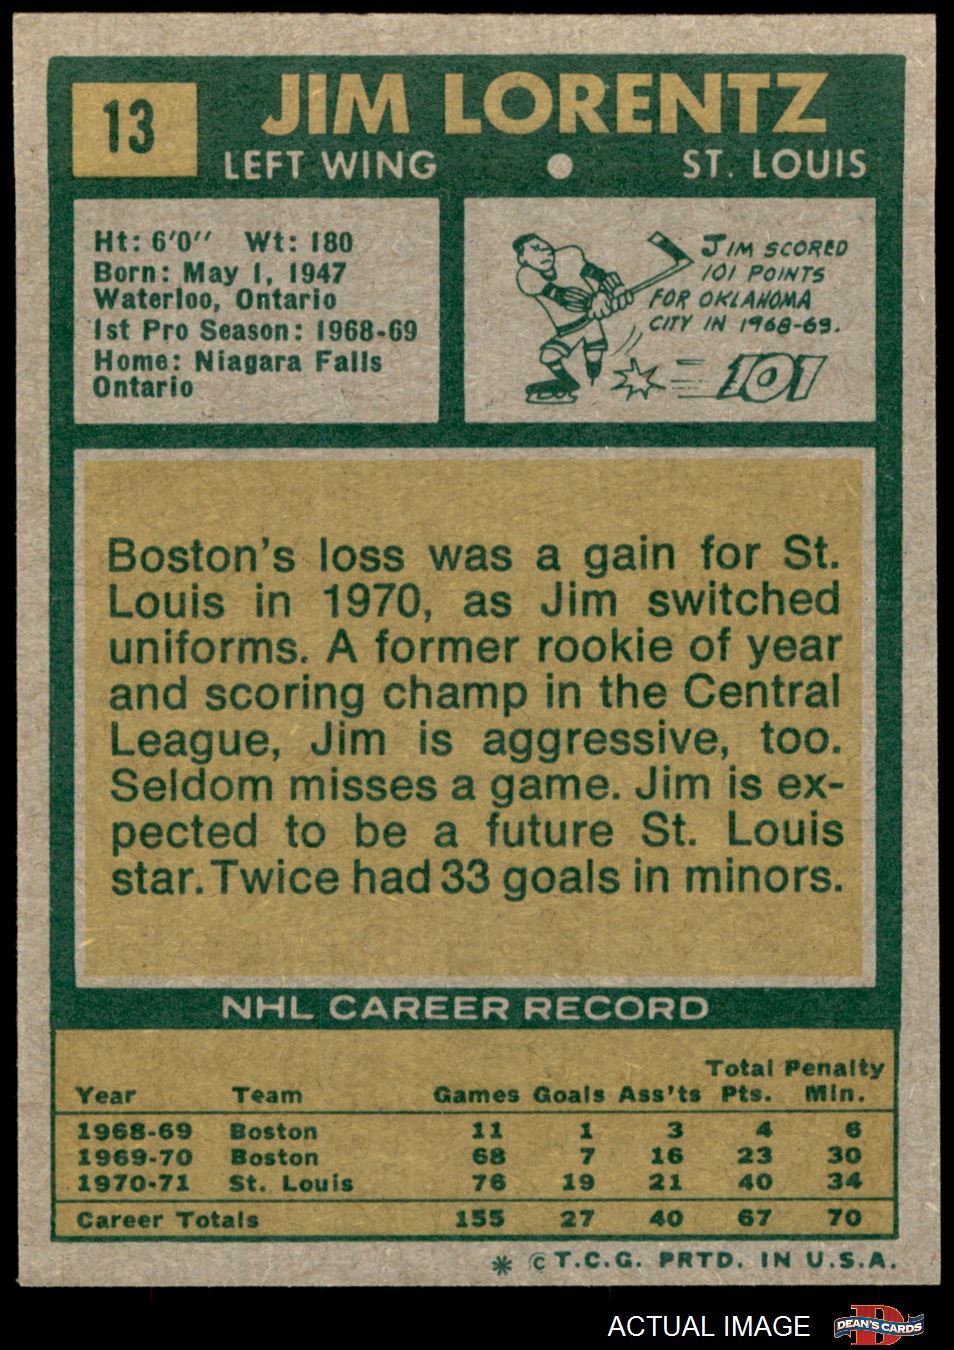 13
JIM LORENTZ
LEFT WING ● ST. LOUIS
Ht: 6'0'' Wt: 180
Born: May 1, 1947
Waterloo, Ontario
1st Pro Season: 1968-69
Home: Niagara Falls
Ontario
JIM SCORED
101 POINTS
FOR OKLAHOMA
CITY IN 1968-69.
101
Boston's loss was a gain for St.
Louis in 1970, as Jim switched
uniforms. A former rookie of year
and scoring champ in the Central
League, Jim is aggressive, too.
Seldom misses a game. Jim is ex-
pected to be a future St. Louis
star. Twice had 33 goals in minors.
NHL CAREER RECORD
Total Penalty
Year Team Games Goals Ass'ts Pts. Min.
1968-69 Boston 11 1 3 4 6
1969-70 Boston 68 7 16 23 30
1970-71 St. Louis 76 19 21 40 34
Career Totals 155 27 40 67 70
* © T.C.G. PRTD. IN U.S.A.
ACTUAL IMAGE
D
DEAN'S CARDS